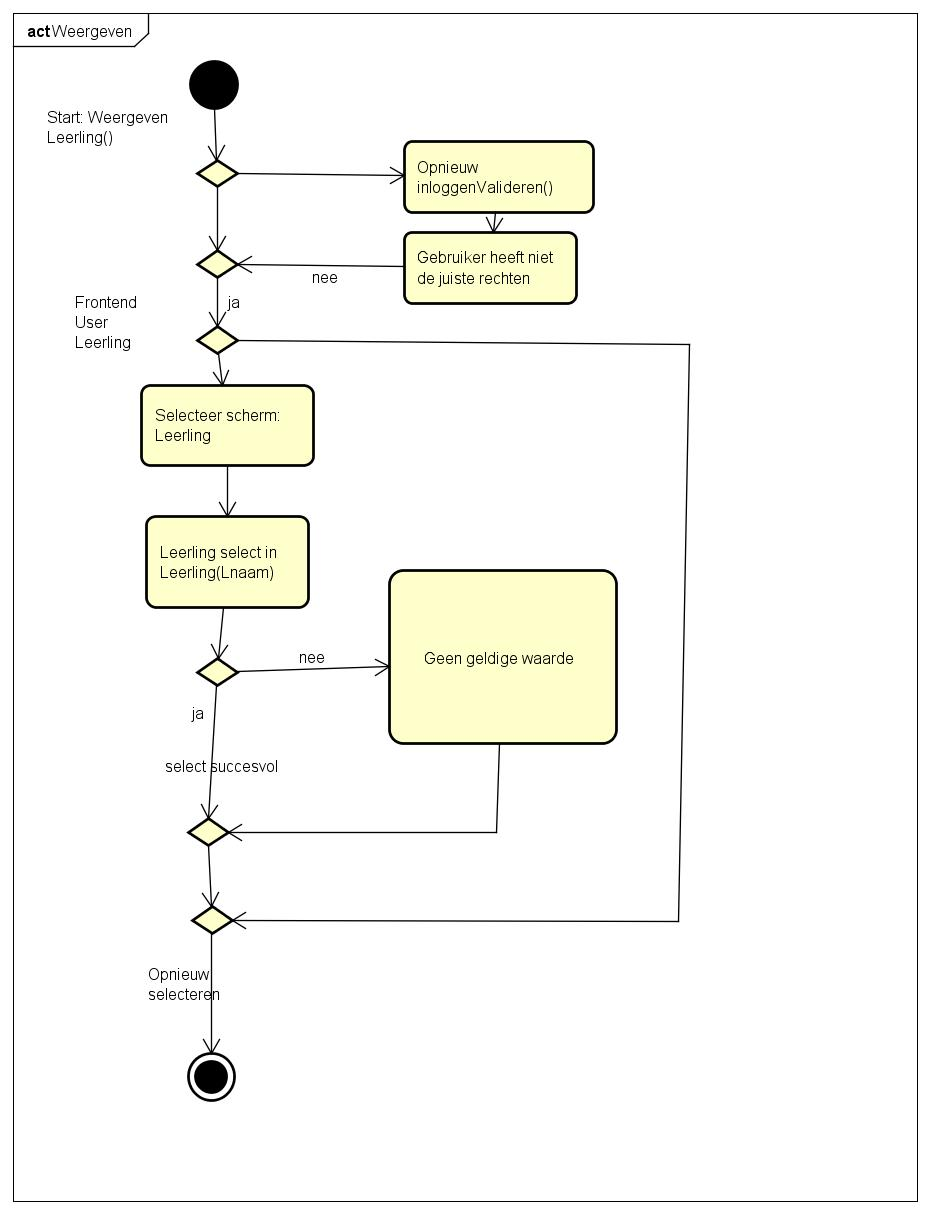 act Weergeven
Start: Weergeven
Leerling()
Opnieuw
inloggenValideren()
Gebruiker heeft niet
de juiste rechten
nee
ja
Frontend
User
Leerling
Selecteer scherm:
Leerling
Leerling select in
Leerling(Lnaam)
nee
Geen geldige waarde
ja
select succesvol
Opnieuw
selecteren